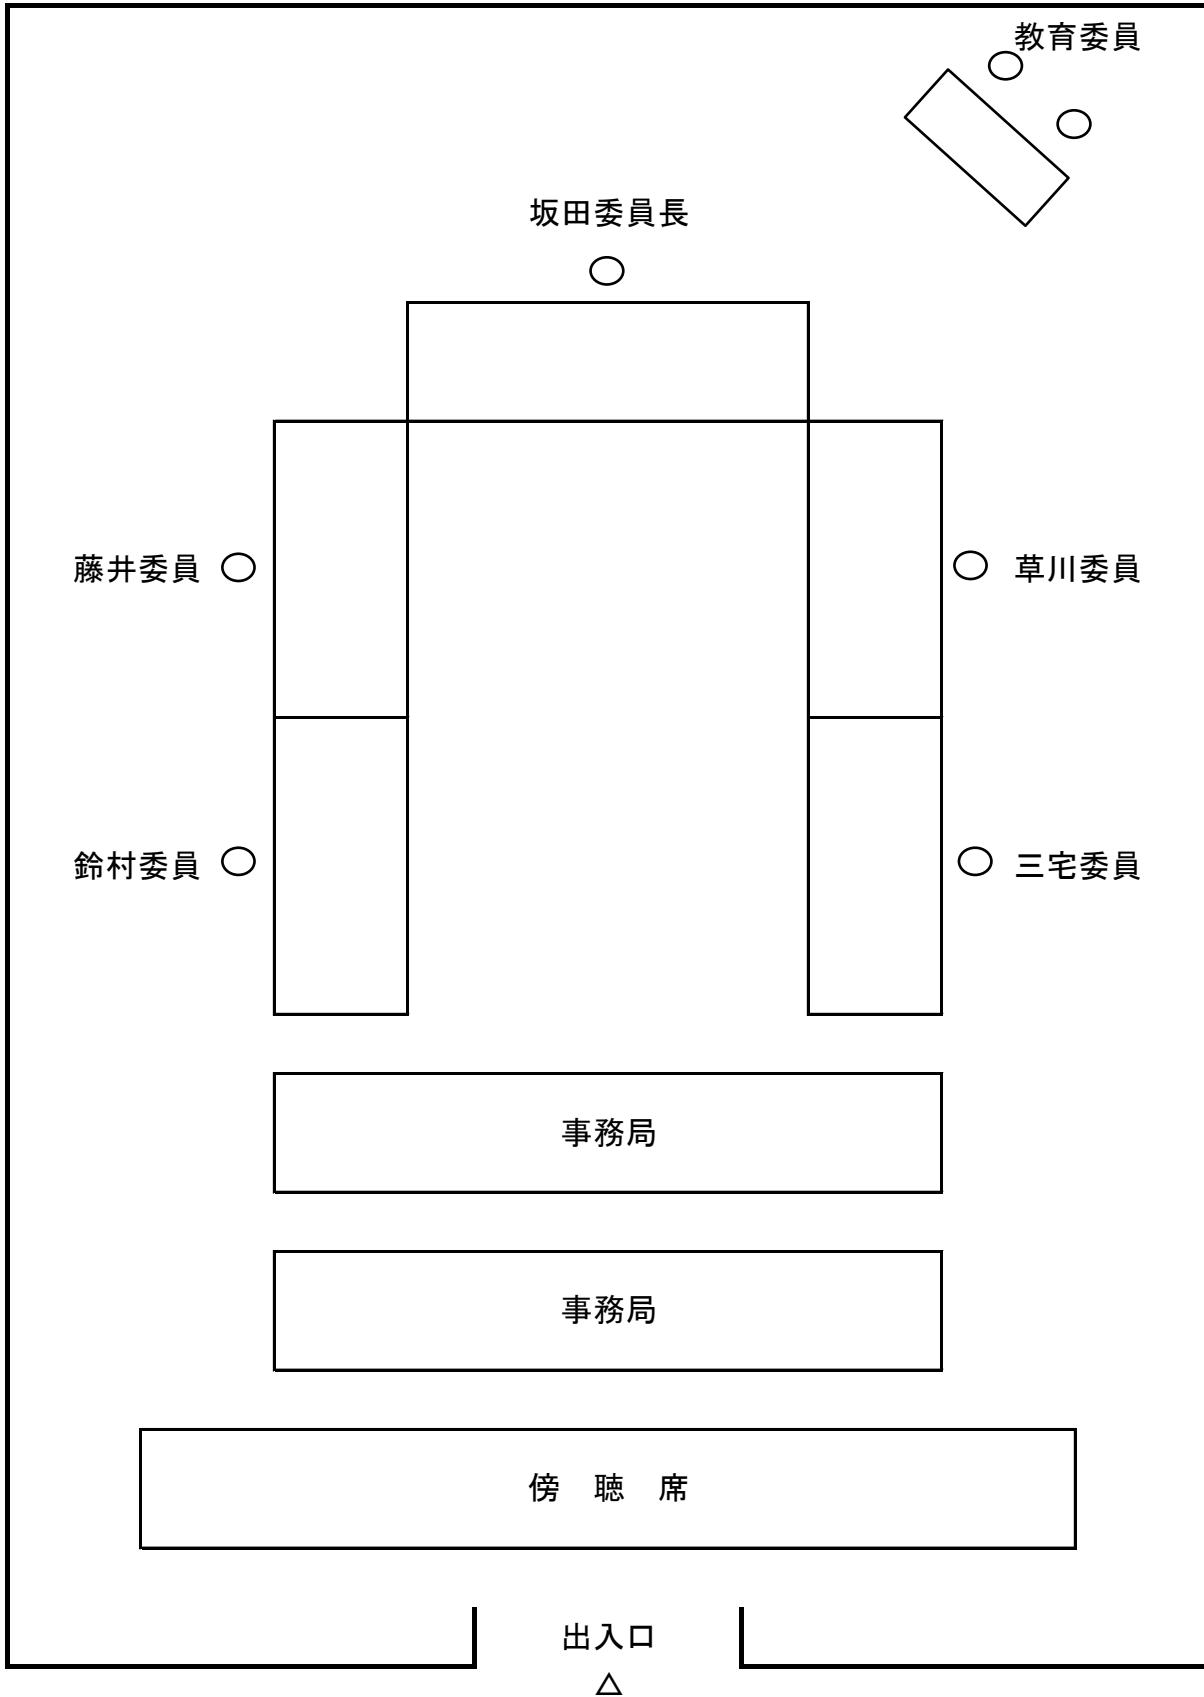 教育委員
坂田委員長
藤井委員
草川委員
鈴村委員
三宅委員
事務局
事務局
傍　聴　席
出入口